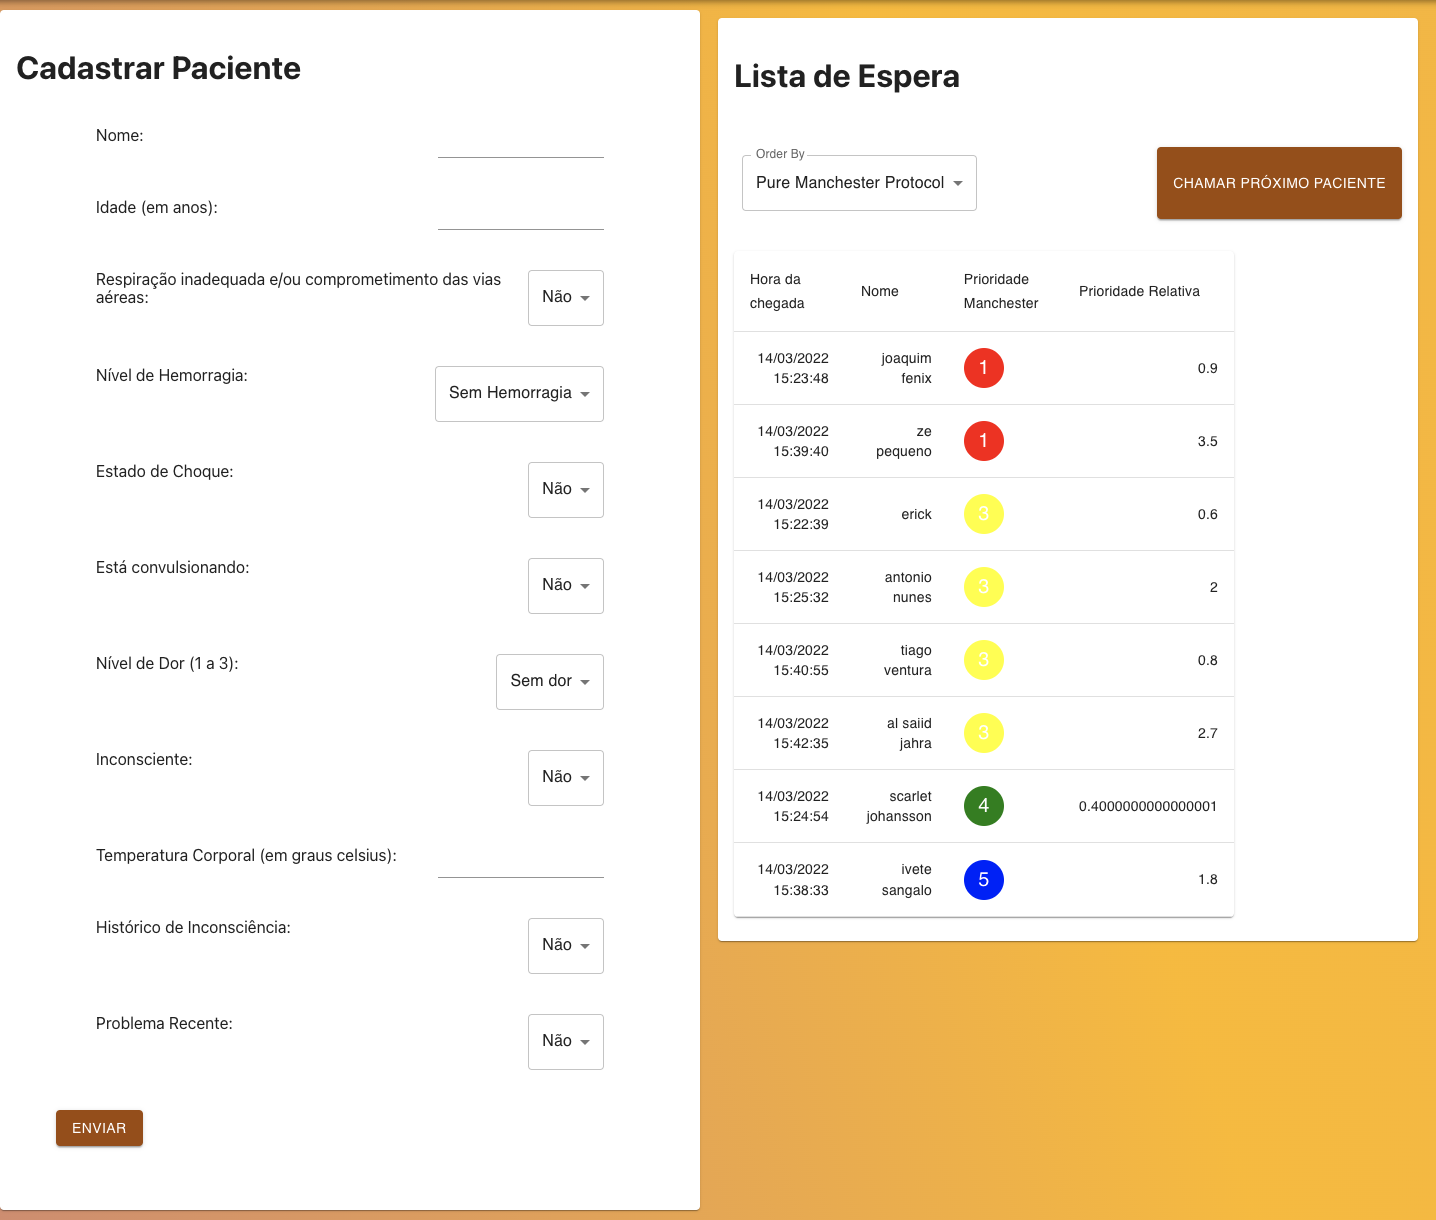 Cadastrar Paciente
Nome:
Idade (em anos):
Respiração inadequada e/ou comprometimento das vias
aéreas:
Não
Nível de Hemorragia:
Sem Hemorragia
Estado de Choque:
Não
Está convulsionando:
Não
Nível de Dor (1 a 3):
Sem dor
Inconsciente:
Não
Temperatura Corporal (em graus celsius):
Histórico de Inconsciência:
Não
Problema Recente:
Não
ENVIAR
Lista de Espera
Order By
Pure Manchester Protocol
CHAMAR PRÓXIMO PACIENTE
Hora da
chegada
Nome
Prioridade
Manchester
Prioridade Relativa
14/03/2022
15:23:48
joaquim
fenix
1
0.9
14/03/2022
15:39:40
ze
pequeno
1
3.5
14/03/2022
15:22:39
erick
3
0.6
14/03/2022
15:25:32
antonio
nunes
3
2
14/03/2022
15:40:55
tiago
ventura
3
0.8
14/03/2022
15:42:35
al saiid
jahra
3
2.7
14/03/2022
15:24:54
scarlet
johansson
4
0.4000000000000001
14/03/2022
15:38:33
ivete
sangalo
5
1.8